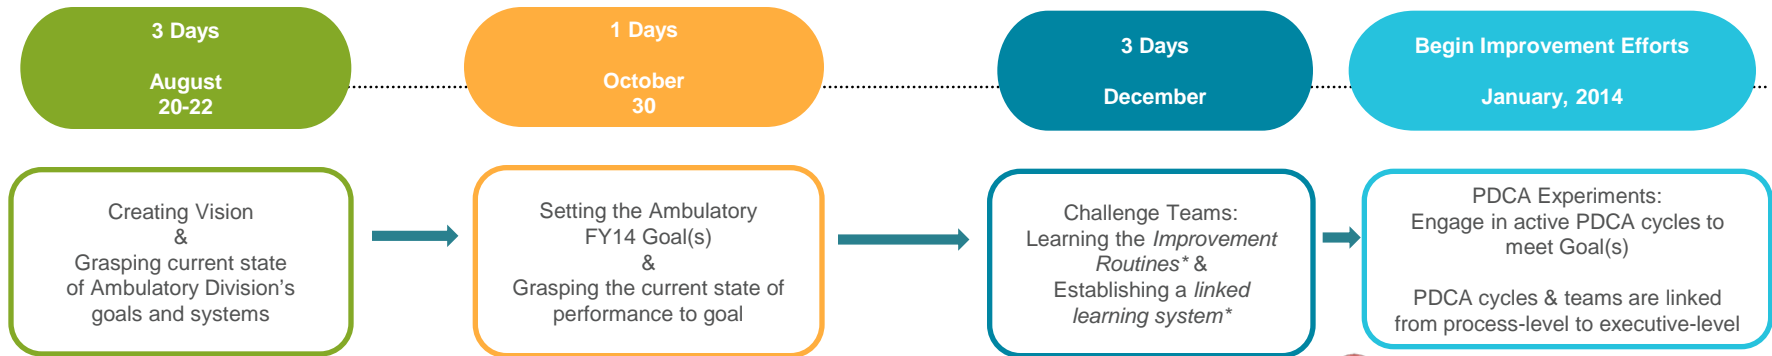 3 Days
August
20-22
1 Days
October
30
3 Days
December
Begin Improvement Efforts
January, 2014
Creating Vision
&
Grasping current state
of Ambulatory Division’s
goals and systems
Setting the Ambulatory
FY14 Goal(s)
&
Grasping the current state of
performance to goal
Challenge Teams:
Learning the Improvement
Routines* &
Establishing a linked
learning system*
PDCA Experiments:
Engage in active PDCA cycles to
meet Goal(s)
PDCA cycles & teams are linked
from process-level to executive-level